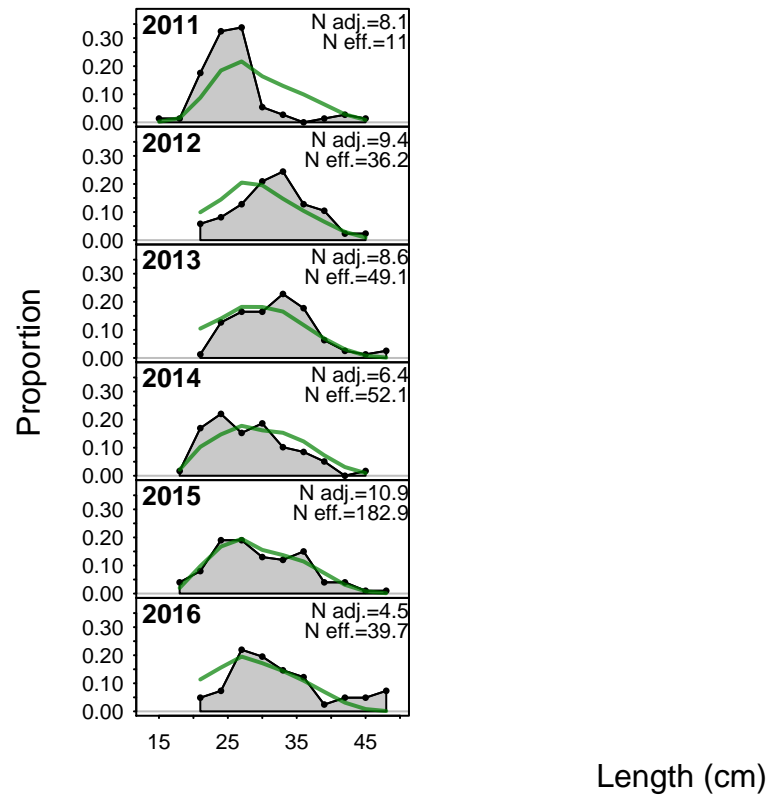 Proportion
2011
N adj.=8.1
N eff.=11
0.30
0.20
0.10
0.00
2012
N adj.=9.4
N eff.=36.2
0.30
0.20
0.10
0.00
2013
N adj.=8.6
N eff.=49.1
0.30
0.20
0.10
0.00
2014
N adj.=6.4
N eff.=52.1
0.30
0.20
0.10
0.00
2015
N adj.=10.9
N eff.=182.9
0.30
0.20
0.10
0.00
2016
N adj.=4.5
N eff.=39.7
0.30
0.20
0.10
0.00
15 25 35 45
Length (cm)